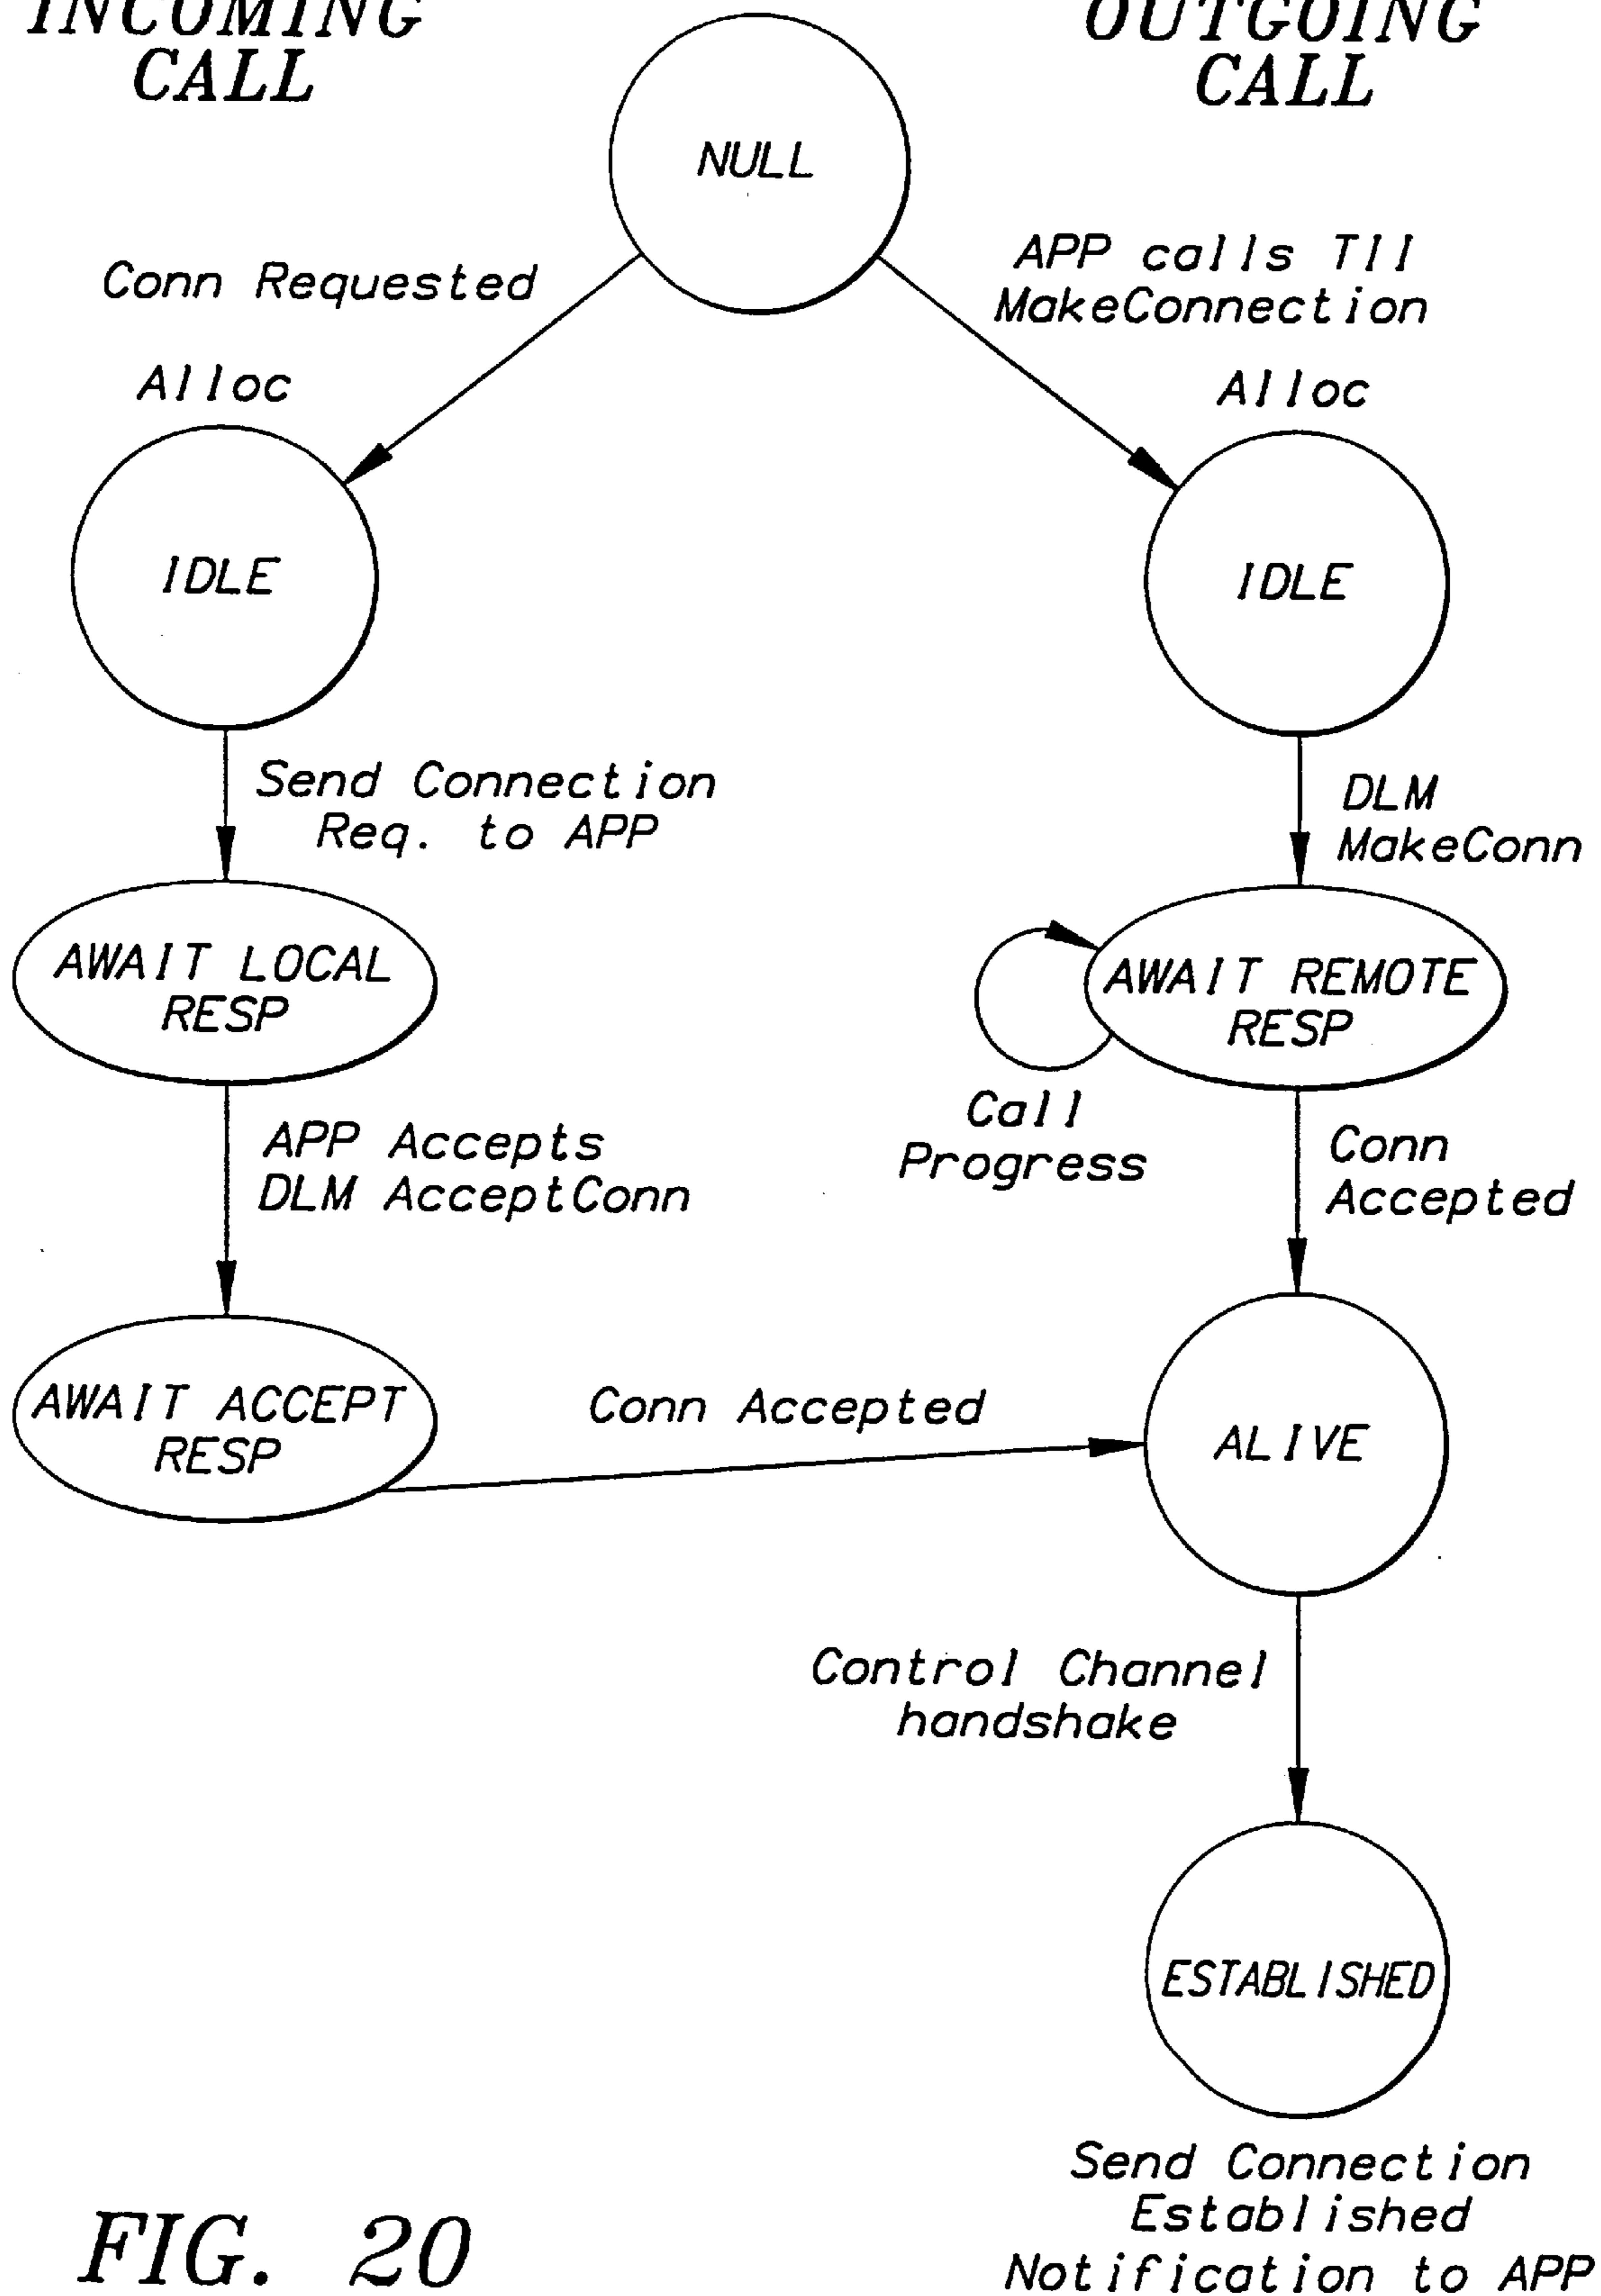 INCOMING
CALL
OUTGOING
CALL
NULL
Conn Requested
APP calls TII
MakeConnection
Alloc
Alloc
IDLE
IDLE
Send Connection
Req. to APP
DLM
MakeConn
AWAIT LOCAL
RESP
AWAIT REMOTE
RESP
Call
Progress
APP Accepts
DLM AcceptConn
Conn
Accepted
AWAIT ACCEPT
RESP
Conn Accepted
ALIVE
Control Channel
handshake
ESTABLISHED
Send Connection
Established
Notification to APP
FIG. 20